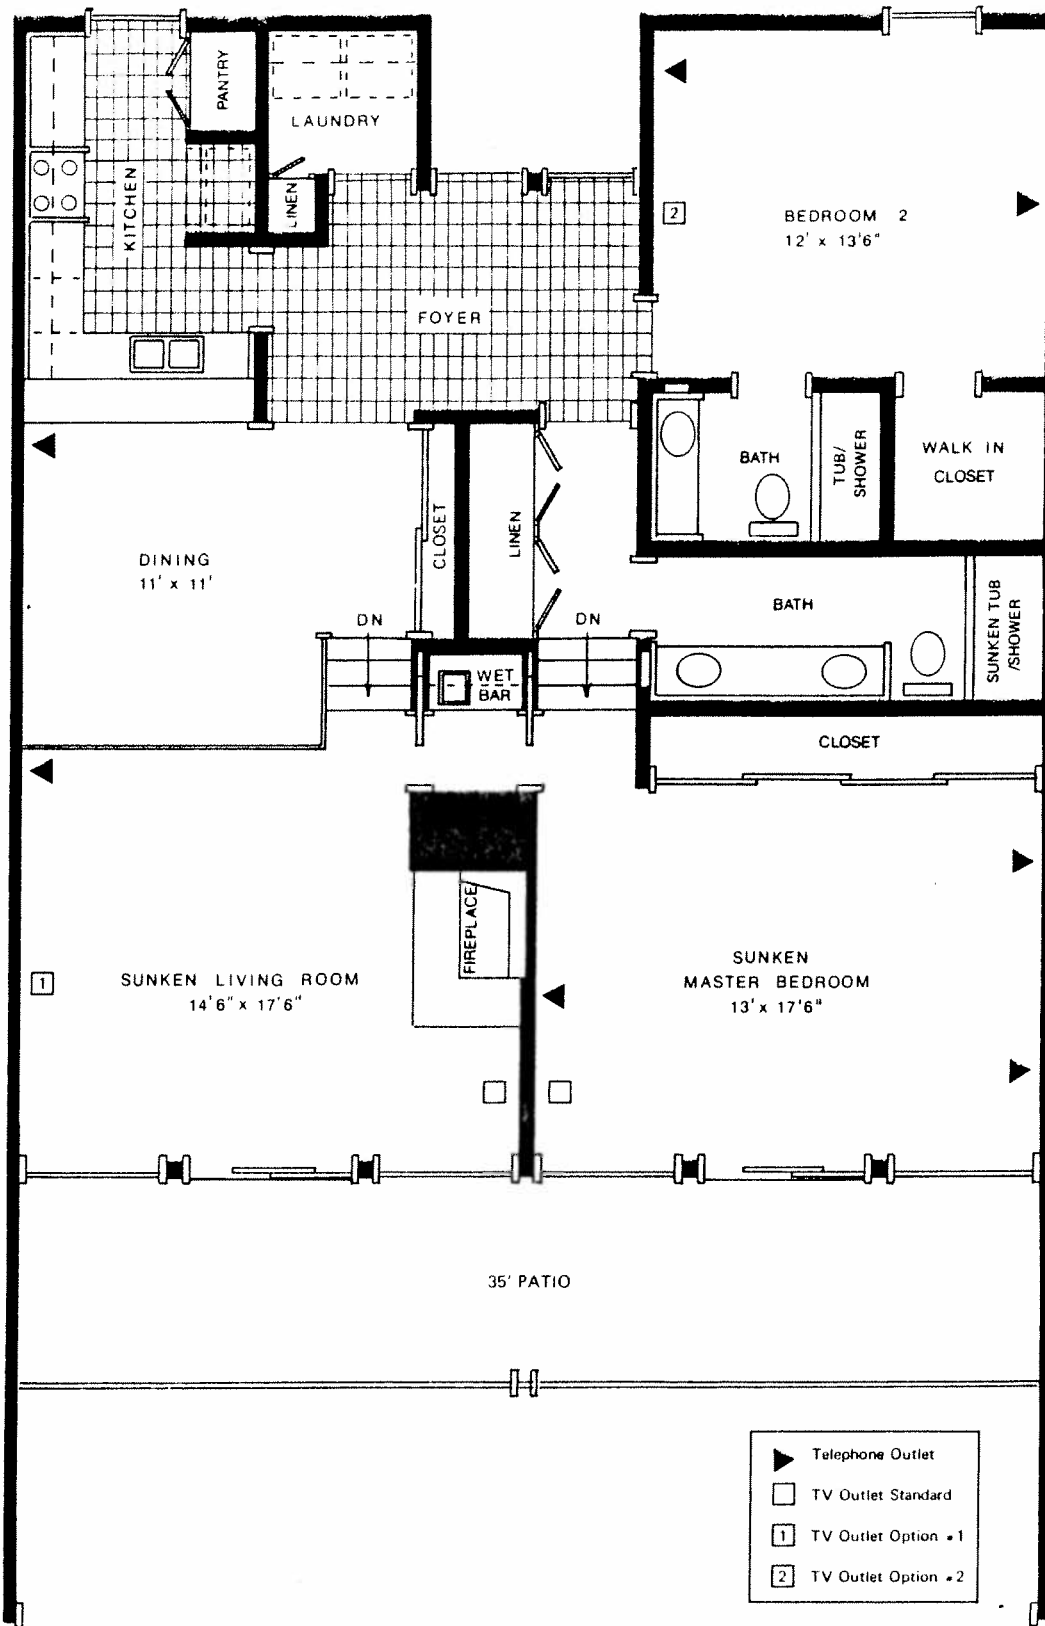 PANTRY
LAUNDRY
KITCHEN
LINEN
2
BEDROOM 2
12' x 13'6"
FOYER
BATH
TUB/
SHOWER
WALK IN
CLOSET
CLOSET
LINEN
DINING
11' x 11'
DN
DN
BATH
SUNKEN TUB
/SHOWER
WET
BAR
CLOSET
FIREPLACE
1
SUNKEN LIVING ROOM
14'6" x 17'6"
SUNKEN
MASTER BEDROOM
13' x 17'6"
35' PATIO
Telephone Outlet
TV Outlet Standard
1 TV Outlet Option #1
2 TV Outlet Option #2